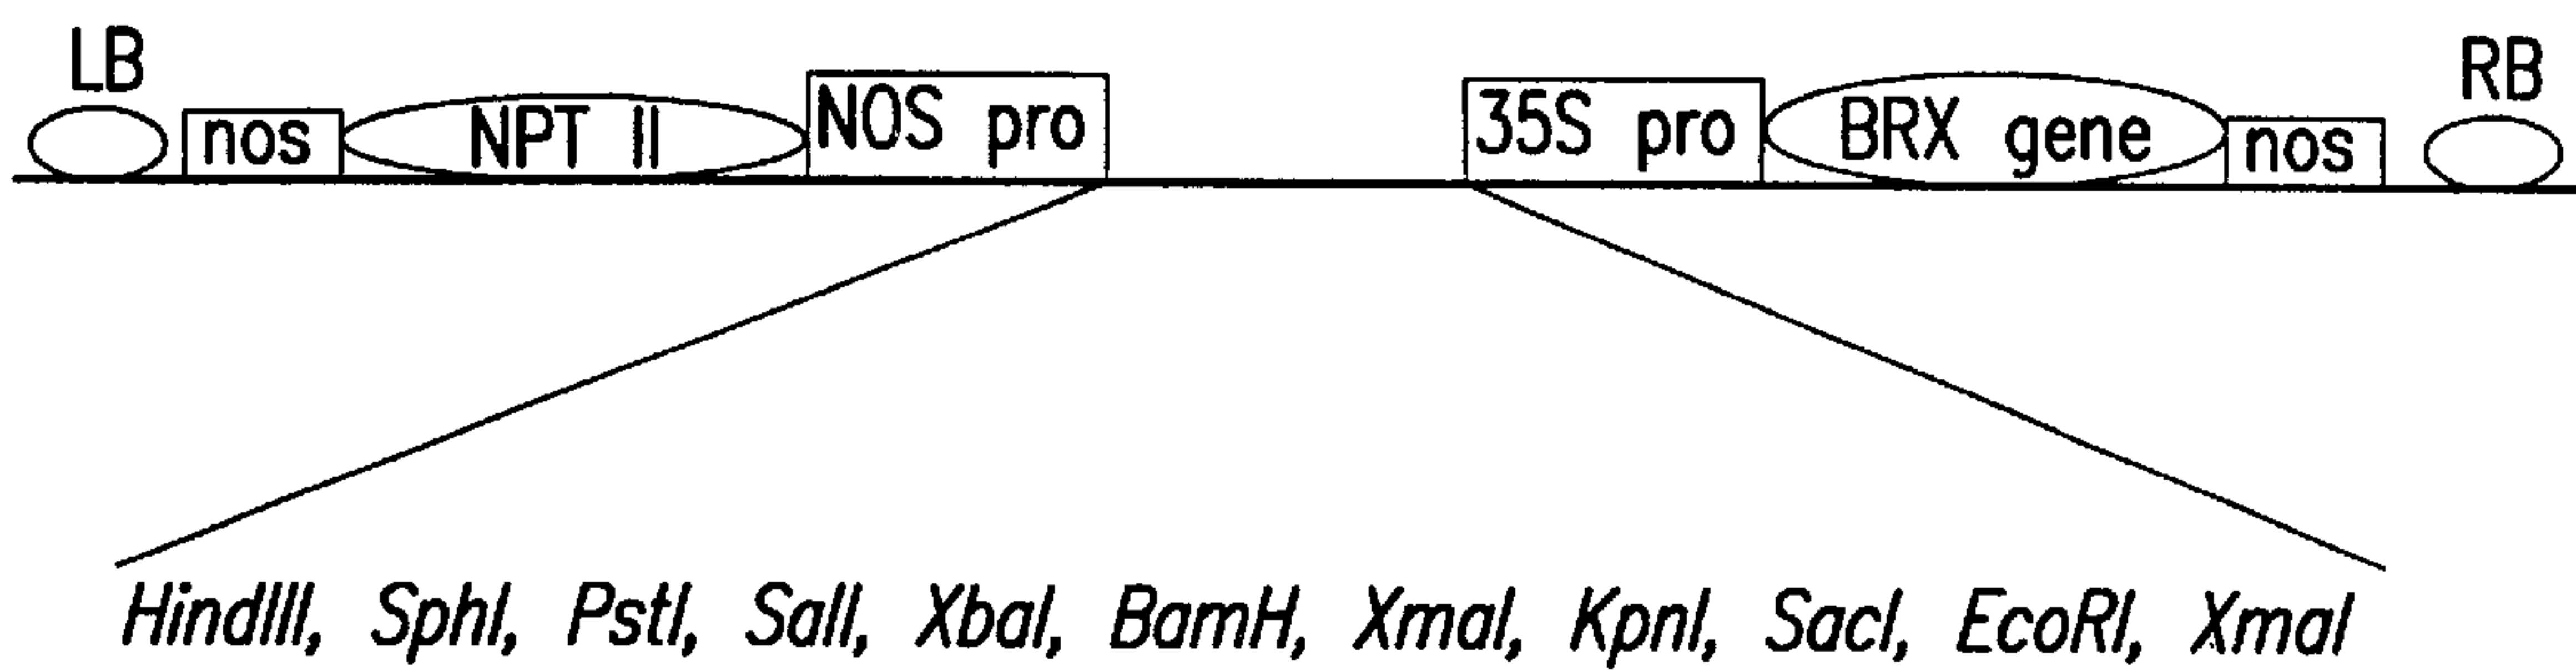 LB RB
nos NPT II NOS pro 35S pro BRX gene nos
HindIII, SphI, PstI, SalI, XbaI, BamH, XmaI, KpnI, SacI, EcoRI, XmaI